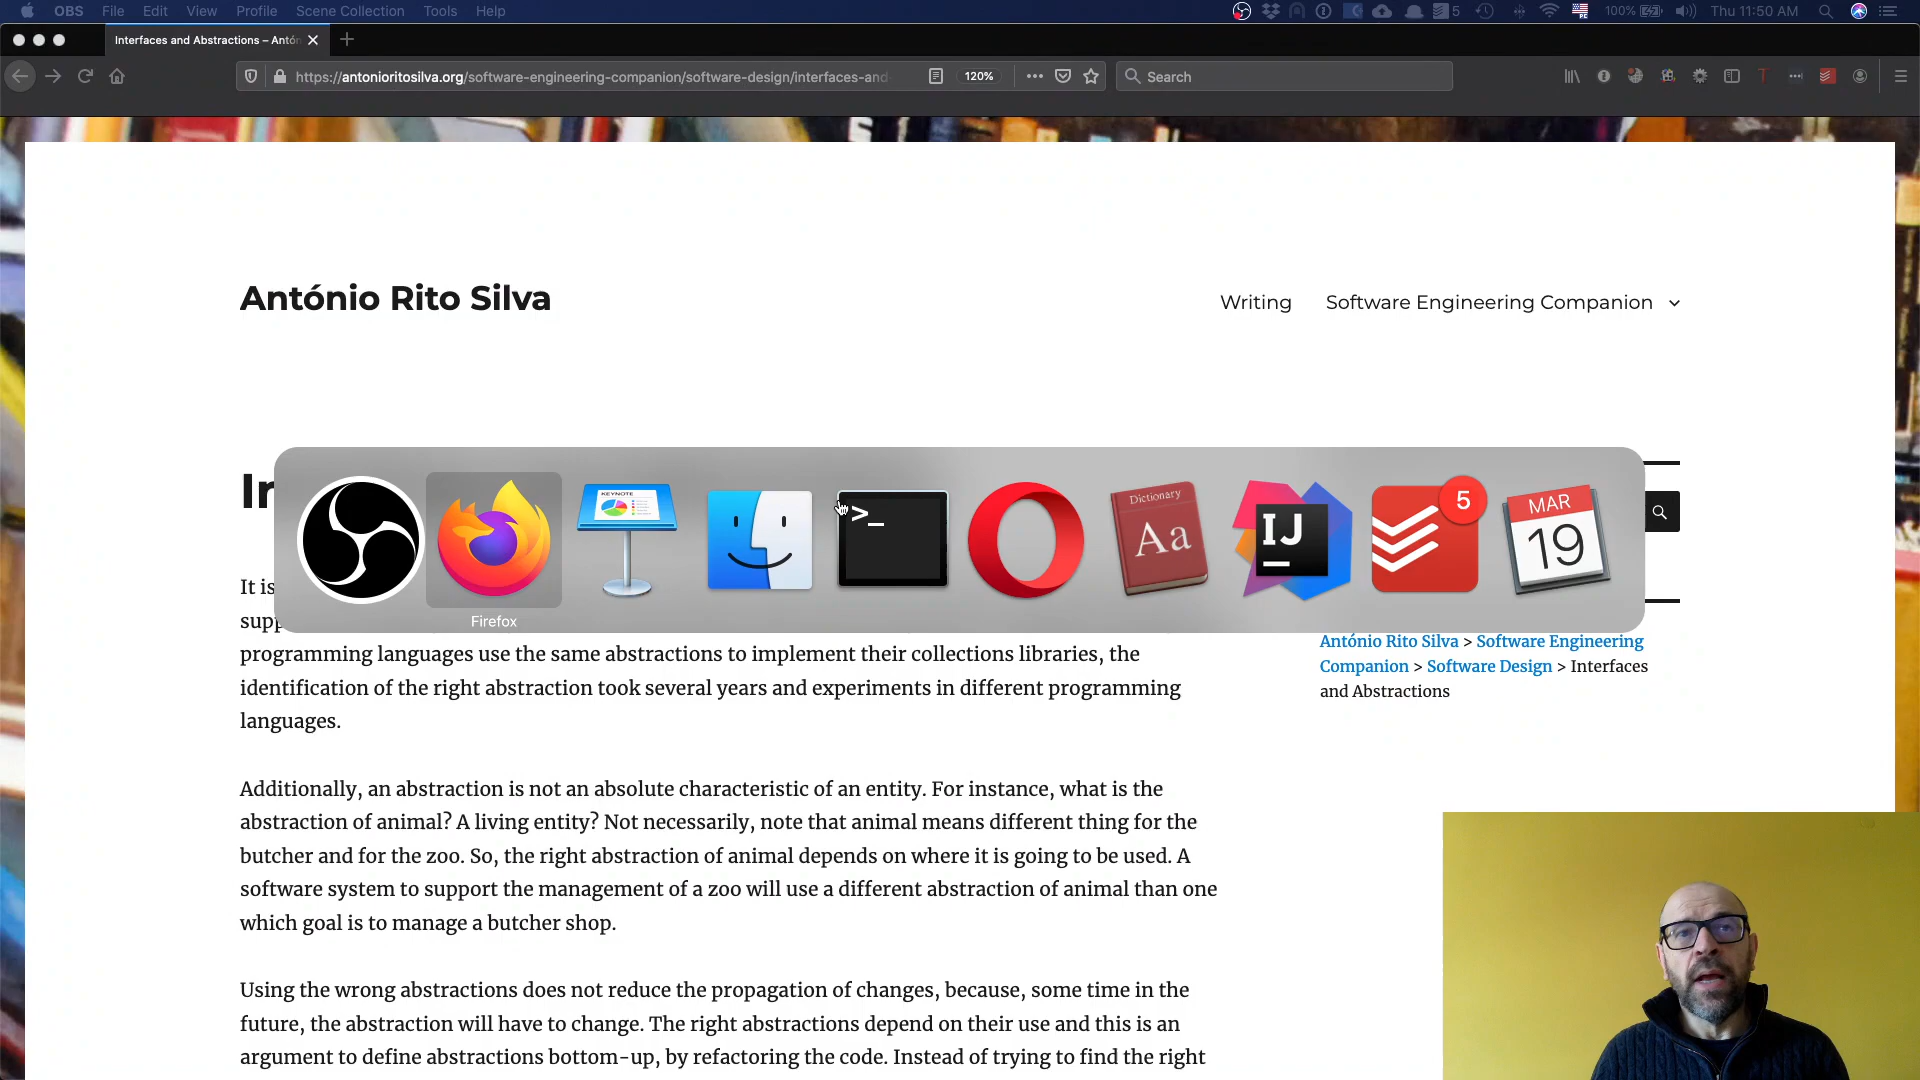 OBS File Edit View Profile Scene Collection Tools Help 5 100% Thu 11:50 AM
Interfaces and Abstractions – Antón
https://antonioritosilva.org/software-engineering-companion/software-design/interfaces-and- 120% Search
António Rito Silva
Writing Software Engineering Companion
In
KEYNOTE
>_
Dictionary
Aa
IJ
5
MAR
19
Firefox
It is
supp
programming languages use the same abstractions to implement their collections libraries, the
identification of the right abstraction took several years and experiments in different programming
languages.
António Rito Silva > Software Engineering
Companion > Software Design > Interfaces
and Abstractions
Additionally, an abstraction is not an absolute characteristic of an entity. For instance, what is the
abstraction of animal? A living entity? Not necessarily, note that animal means different thing for the
butcher and for the zoo. So, the right abstraction of animal depends on where it is going to be used. A
software system to support the management of a zoo will use a different abstraction of animal than one
which goal is to manage a butcher shop.
Using the wrong abstractions does not reduce the propagation of changes, because, some time in the
future, the abstraction will have to change. The right abstractions depend on their use and this is an
argument to define abstractions bottom-up, by refactoring the code. Instead of trying to find the right